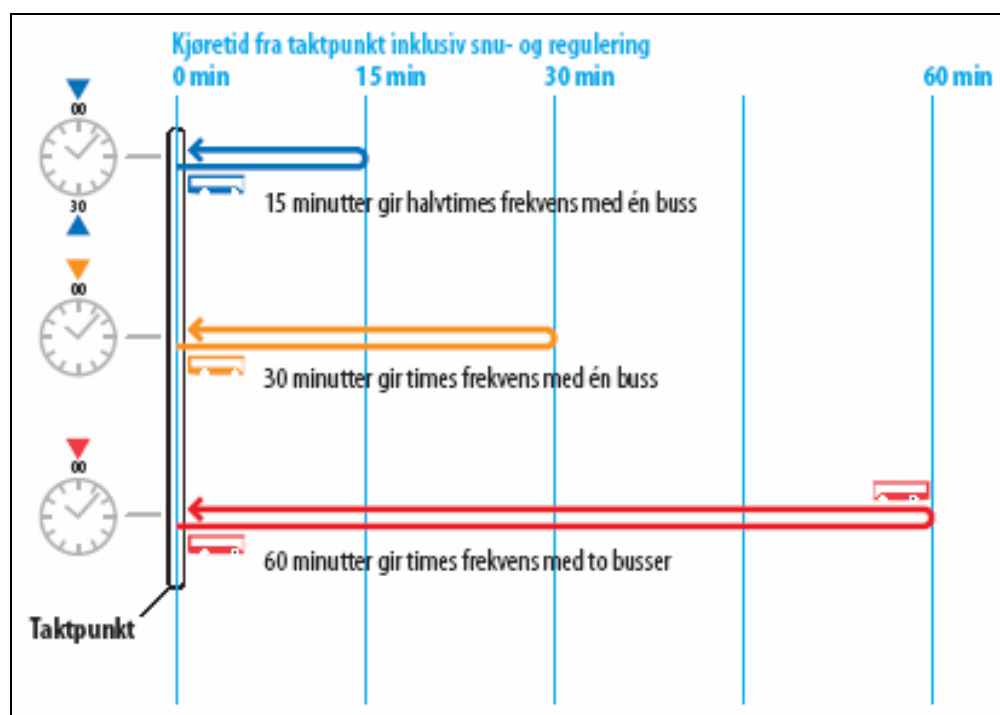 Kjøretid fra taktpunkt inklusiv snu- og regulering
0 min 15 min 30 min 60 min
00
30
15 minutter gir halvtimes frekvens med én buss
00
30 minutter gir times frekvens med én buss
00
60 minutter gir times frekvens med to busser
Taktpunkt